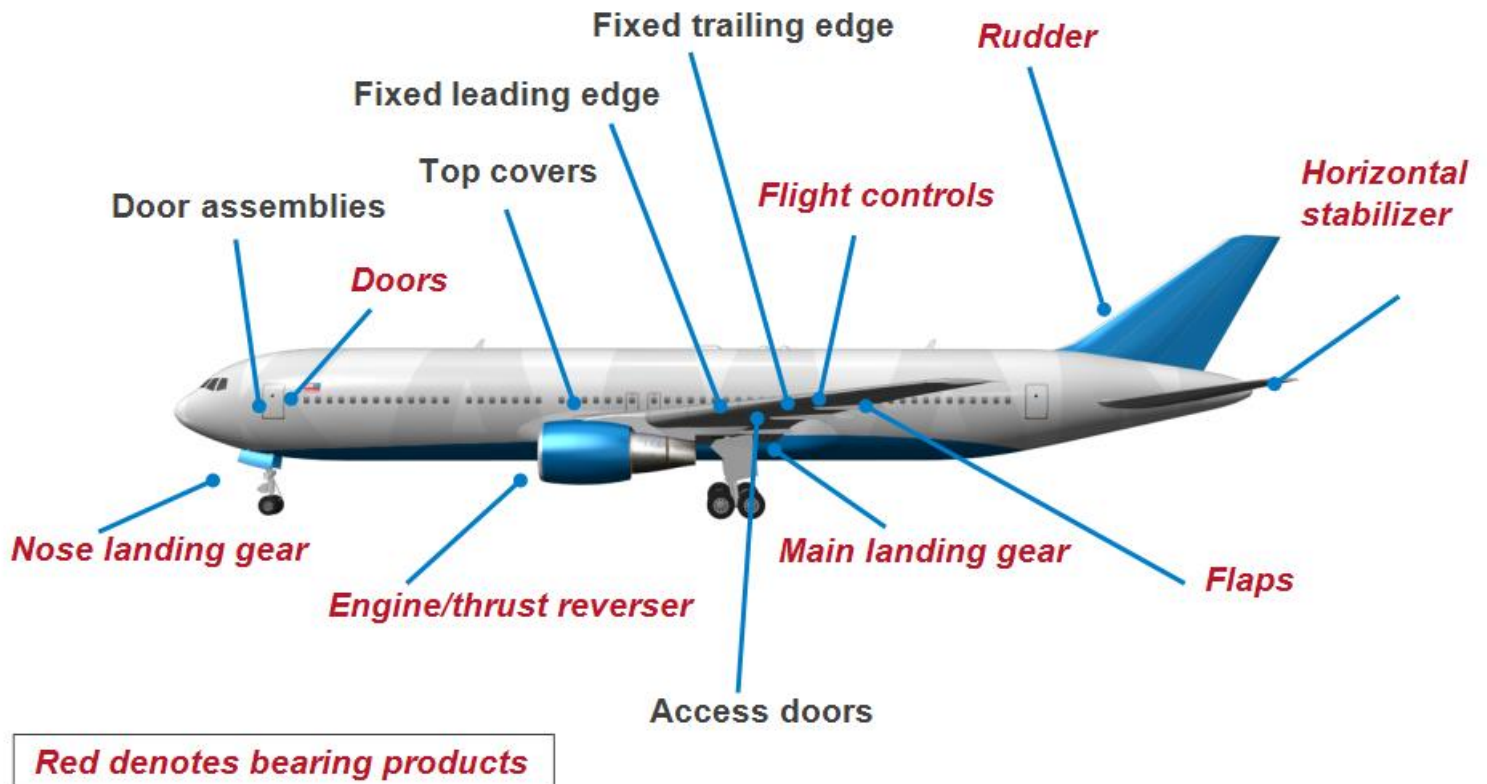 Fixed trailing edge
Rudder
Fixed leading edge
Top covers
Flight controls
Horizontal
stabilizer
Door assemblies
Doors
Nose landing gear
Main landing gear
Engine/thrust reverser
Flaps
Access doors
Red denotes bearing products